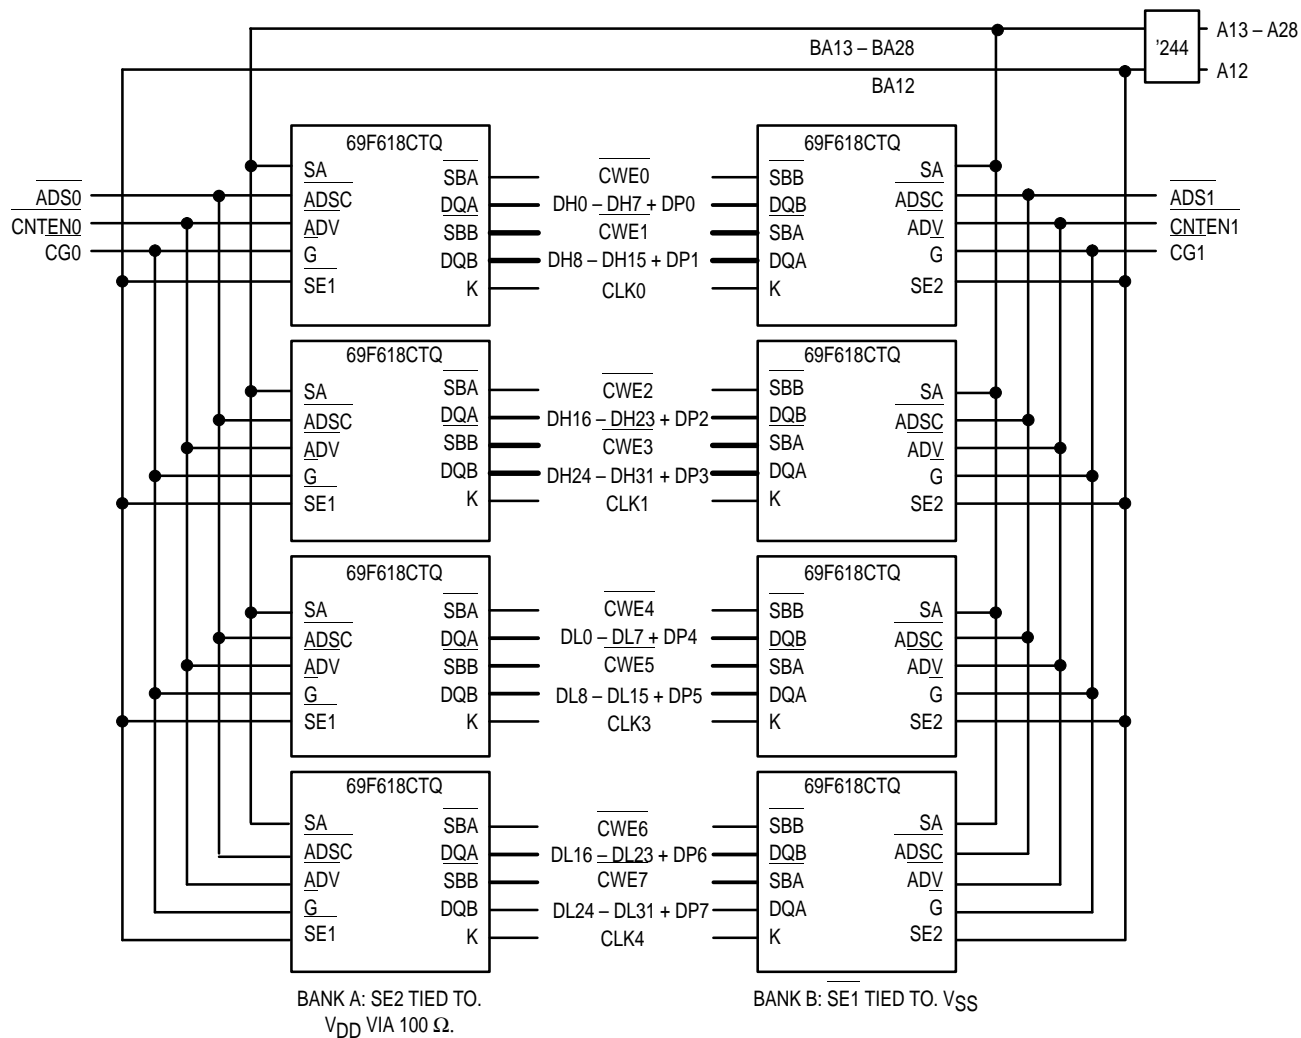 A13 – A28
BA13 – BA28
'244
A12
BA12
69F618CTQ
SA
ADSC
ADV
G
SE1
SBA
DQA
SBB
DQB
K
CWE0
DH0 – DH7 + DP0
CWE1
DH8 – DH15 + DP1
CLK0
69F618CTQ
SBB
DQB
SBA
DQA
K
SA
ADSC
ADV
G
SE2
ADS0
CNTEN0
CG0
ADS1
CNTEN1
CG1
69F618CTQ
SA
ADSC
ADV
G
SE1
SBA
DQA
SBB
DQB
K
CWE2
DH16 – DH23 + DP2
CWE3
DH24 – DH31 + DP3
CLK1
69F618CTQ
SBB
DQB
SBA
DQA
K
SA
ADSC
ADV
G
SE2
69F618CTQ
SA
ADSC
ADV
G
SE1
SBA
DQA
SBB
DQB
K
CWE4
DL0 – DL7 + DP4
CWE5
DL8 – DL15 + DP5
CLK3
69F618CTQ
SBB
DQB
SBA
DQA
K
SA
ADSC
ADV
G
SE2
69F618CTQ
SA
ADSC
ADV
G
SE1
SBA
DQA
SBB
DQB
K
CWE6
DL16 – DL23 + DP6
CWE7
DL24 – DL31 + DP7
CLK4
69F618CTQ
SBB
DQB
SBA
DQA
K
SA
ADSC
ADV
G
SE2
BANK A: SE2 TIED TO.
VDD VIA 100 Ω.
BANK B: SE1 TIED TO. VSS